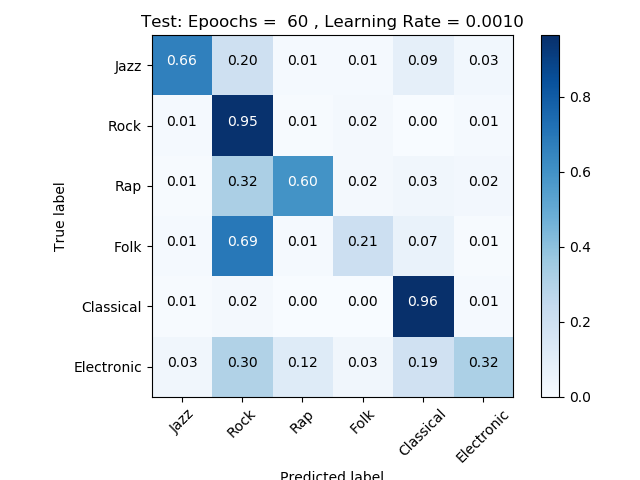 Test: Epoochs =  60 , Learning Rate = 0.0010
True label
Jazz 0.66 0.20 0.01 0.01 0.09 0.03
Rock 0.01 0.95 0.01 0.02 0.00 0.01
Rap 0.01 0.32 0.60 0.02 0.03 0.02
Folk 0.01 0.69 0.01 0.21 0.07 0.01
Classical 0.01 0.02 0.00 0.00 0.96 0.01
Electronic 0.03 0.30 0.12 0.03 0.19 0.32
Jazz Rock Rap Folk Classical Electronic
Predicted label
0.8
0.6
0.4
0.2
0.0